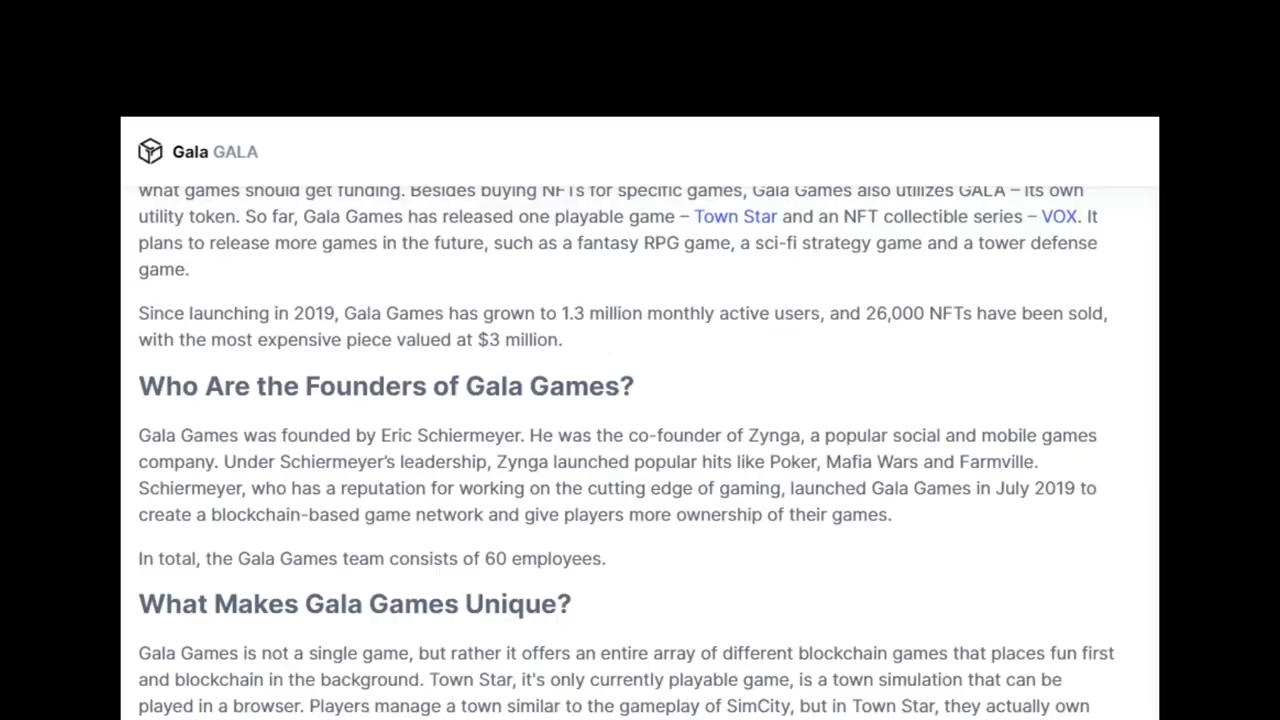 Gala GALA
what games should get funding. Besides buying NFTs for specific games, Gala Games also utilizes GALA – its own
utility token. So far, Gala Games has released one playable game – Town Star and an NFT collectible series – VOX. It
plans to release more games in the future, such as a fantasy RPG game, a sci-fi strategy game and a tower defense
game.
Since launching in 2019, Gala Games has grown to 1.3 million monthly active users, and 26,000 NFTs have been sold,
with the most expensive piece valued at $3 million.
Who Are the Founders of Gala Games?
Gala Games was founded by Eric Schiermeyer. He was the co-founder of Zynga, a popular social and mobile games
company. Under Schiermeyer’s leadership, Zynga launched popular hits like Poker, Mafia Wars and Farmville.
Schiermeyer, who has a reputation for working on the cutting edge of gaming, launched Gala Games in July 2019 to
create a blockchain-based game network and give players more ownership of their games.
In total, the Gala Games team consists of 60 employees.
What Makes Gala Games Unique?
Gala Games is not a single game, but rather it offers an entire array of different blockchain games that places fun first
and blockchain in the background. Town Star, it's only currently playable game, is a town simulation that can be
played in a browser. Players manage a town similar to the gameplay of SimCity, but in Town Star, they actually own